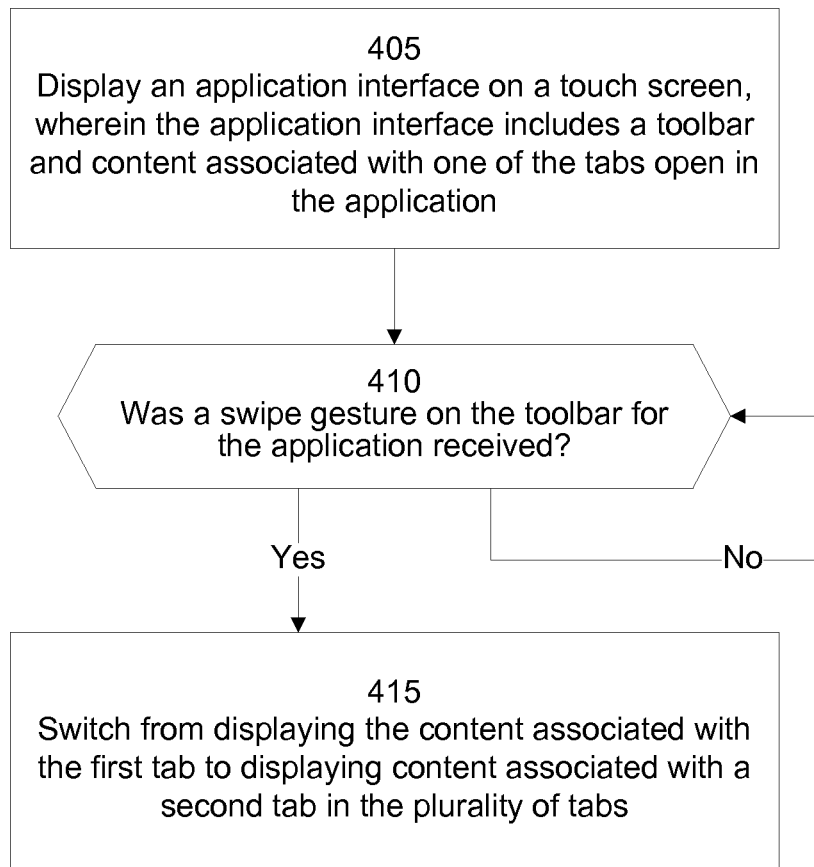 405
Display an application interface on a touch screen,
wherein the application interface includes a toolbar
and content associated with one of the tabs open in
the application
410
Was a swipe gesture on the toolbar for
the application received?
Yes
No
415
Switch from displaying the content associated with
the first tab to displaying content associated with a
second tab in the plurality of tabs